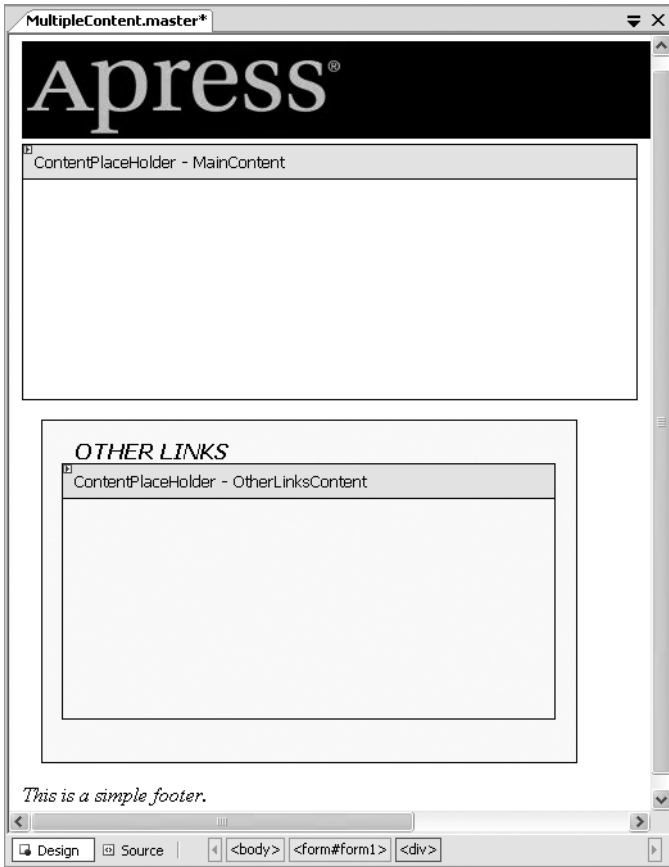 MultipleContent.master*
Apress®
ContentPlaceHolder - MainContent
OTHER LINKS
ContentPlaceHolder - OtherLinksContent
This is a simple footer.
Design Source <body> <form#form1> <div>